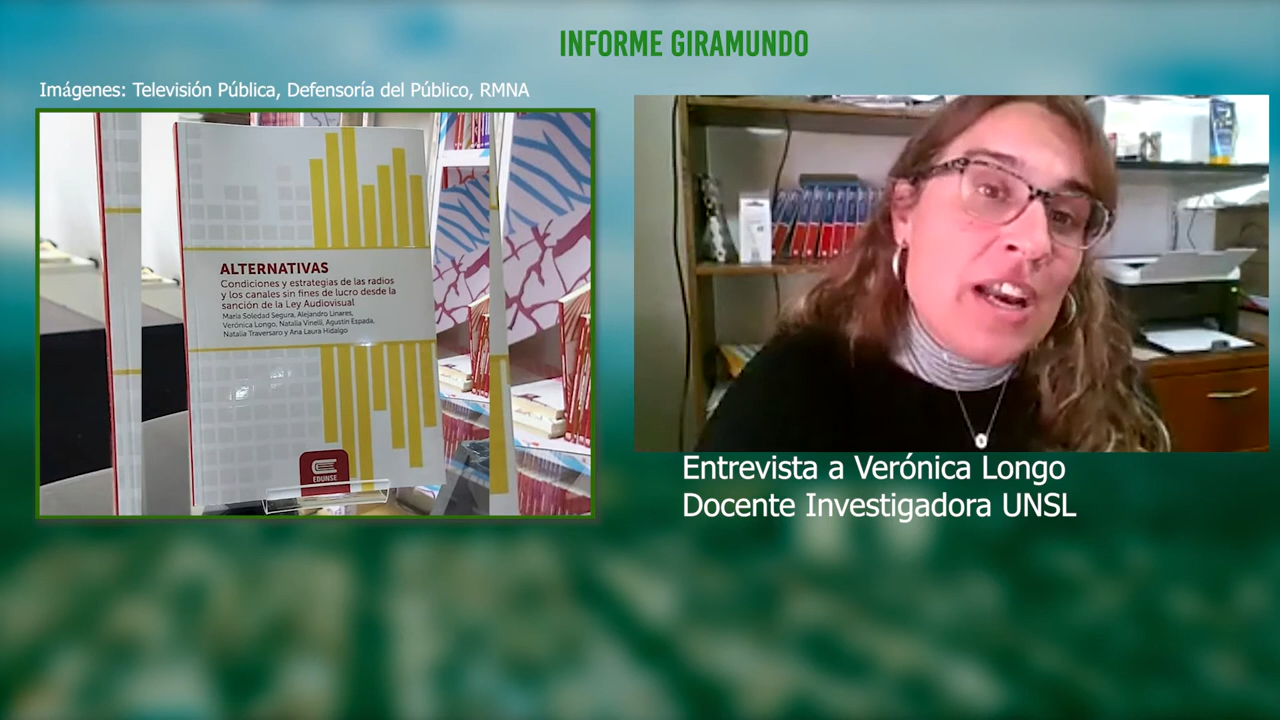 INFORME GIRAMUNDO
Imágenes: Televisión Pública, Defensoría del Público, RMNA
ALTERNATIVAS
Condiciones y estrategias de las radios
y los canales sin fines de lucro desde la
sanción de la Ley Audiovisual
María Soledad Segura, Alejandro Linares,
Verónica Longo, Natalia Vinelli, Agustín Espada,
Natalia Traversaro y Ana Laura Hidalgo
EDUNSE
Entrevista a Verónica Longo
Docente Investigadora UNSL